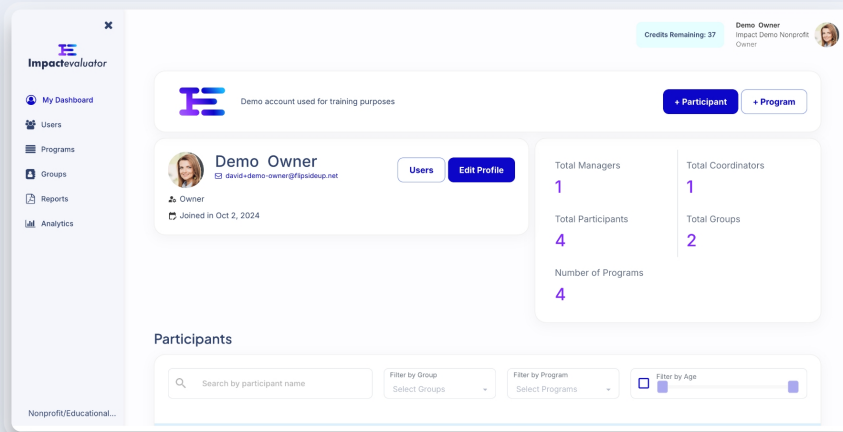 Credits Remaining: 37
Demo Owner
Impact Demo Nonprofit
Owner
Impactevaluator
My Dashboard
Users
Programs
Groups
Reports
Analytics
Nonprofit/Educational...
Demo account used for training purposes
+ Participant
+ Program
Demo Owner
david+demo-owner@flipsideup.net
Users
Edit Profile
Owner
Joined in Oct 2, 2024
Total Managers
1
Total Coordinators
1
Total Participants
4
Total Groups
2
Number of Programs
4
Participants
Search by participant name
Filter by Group
Select Groups
Filter by Program
Select Programs
Filter by Age